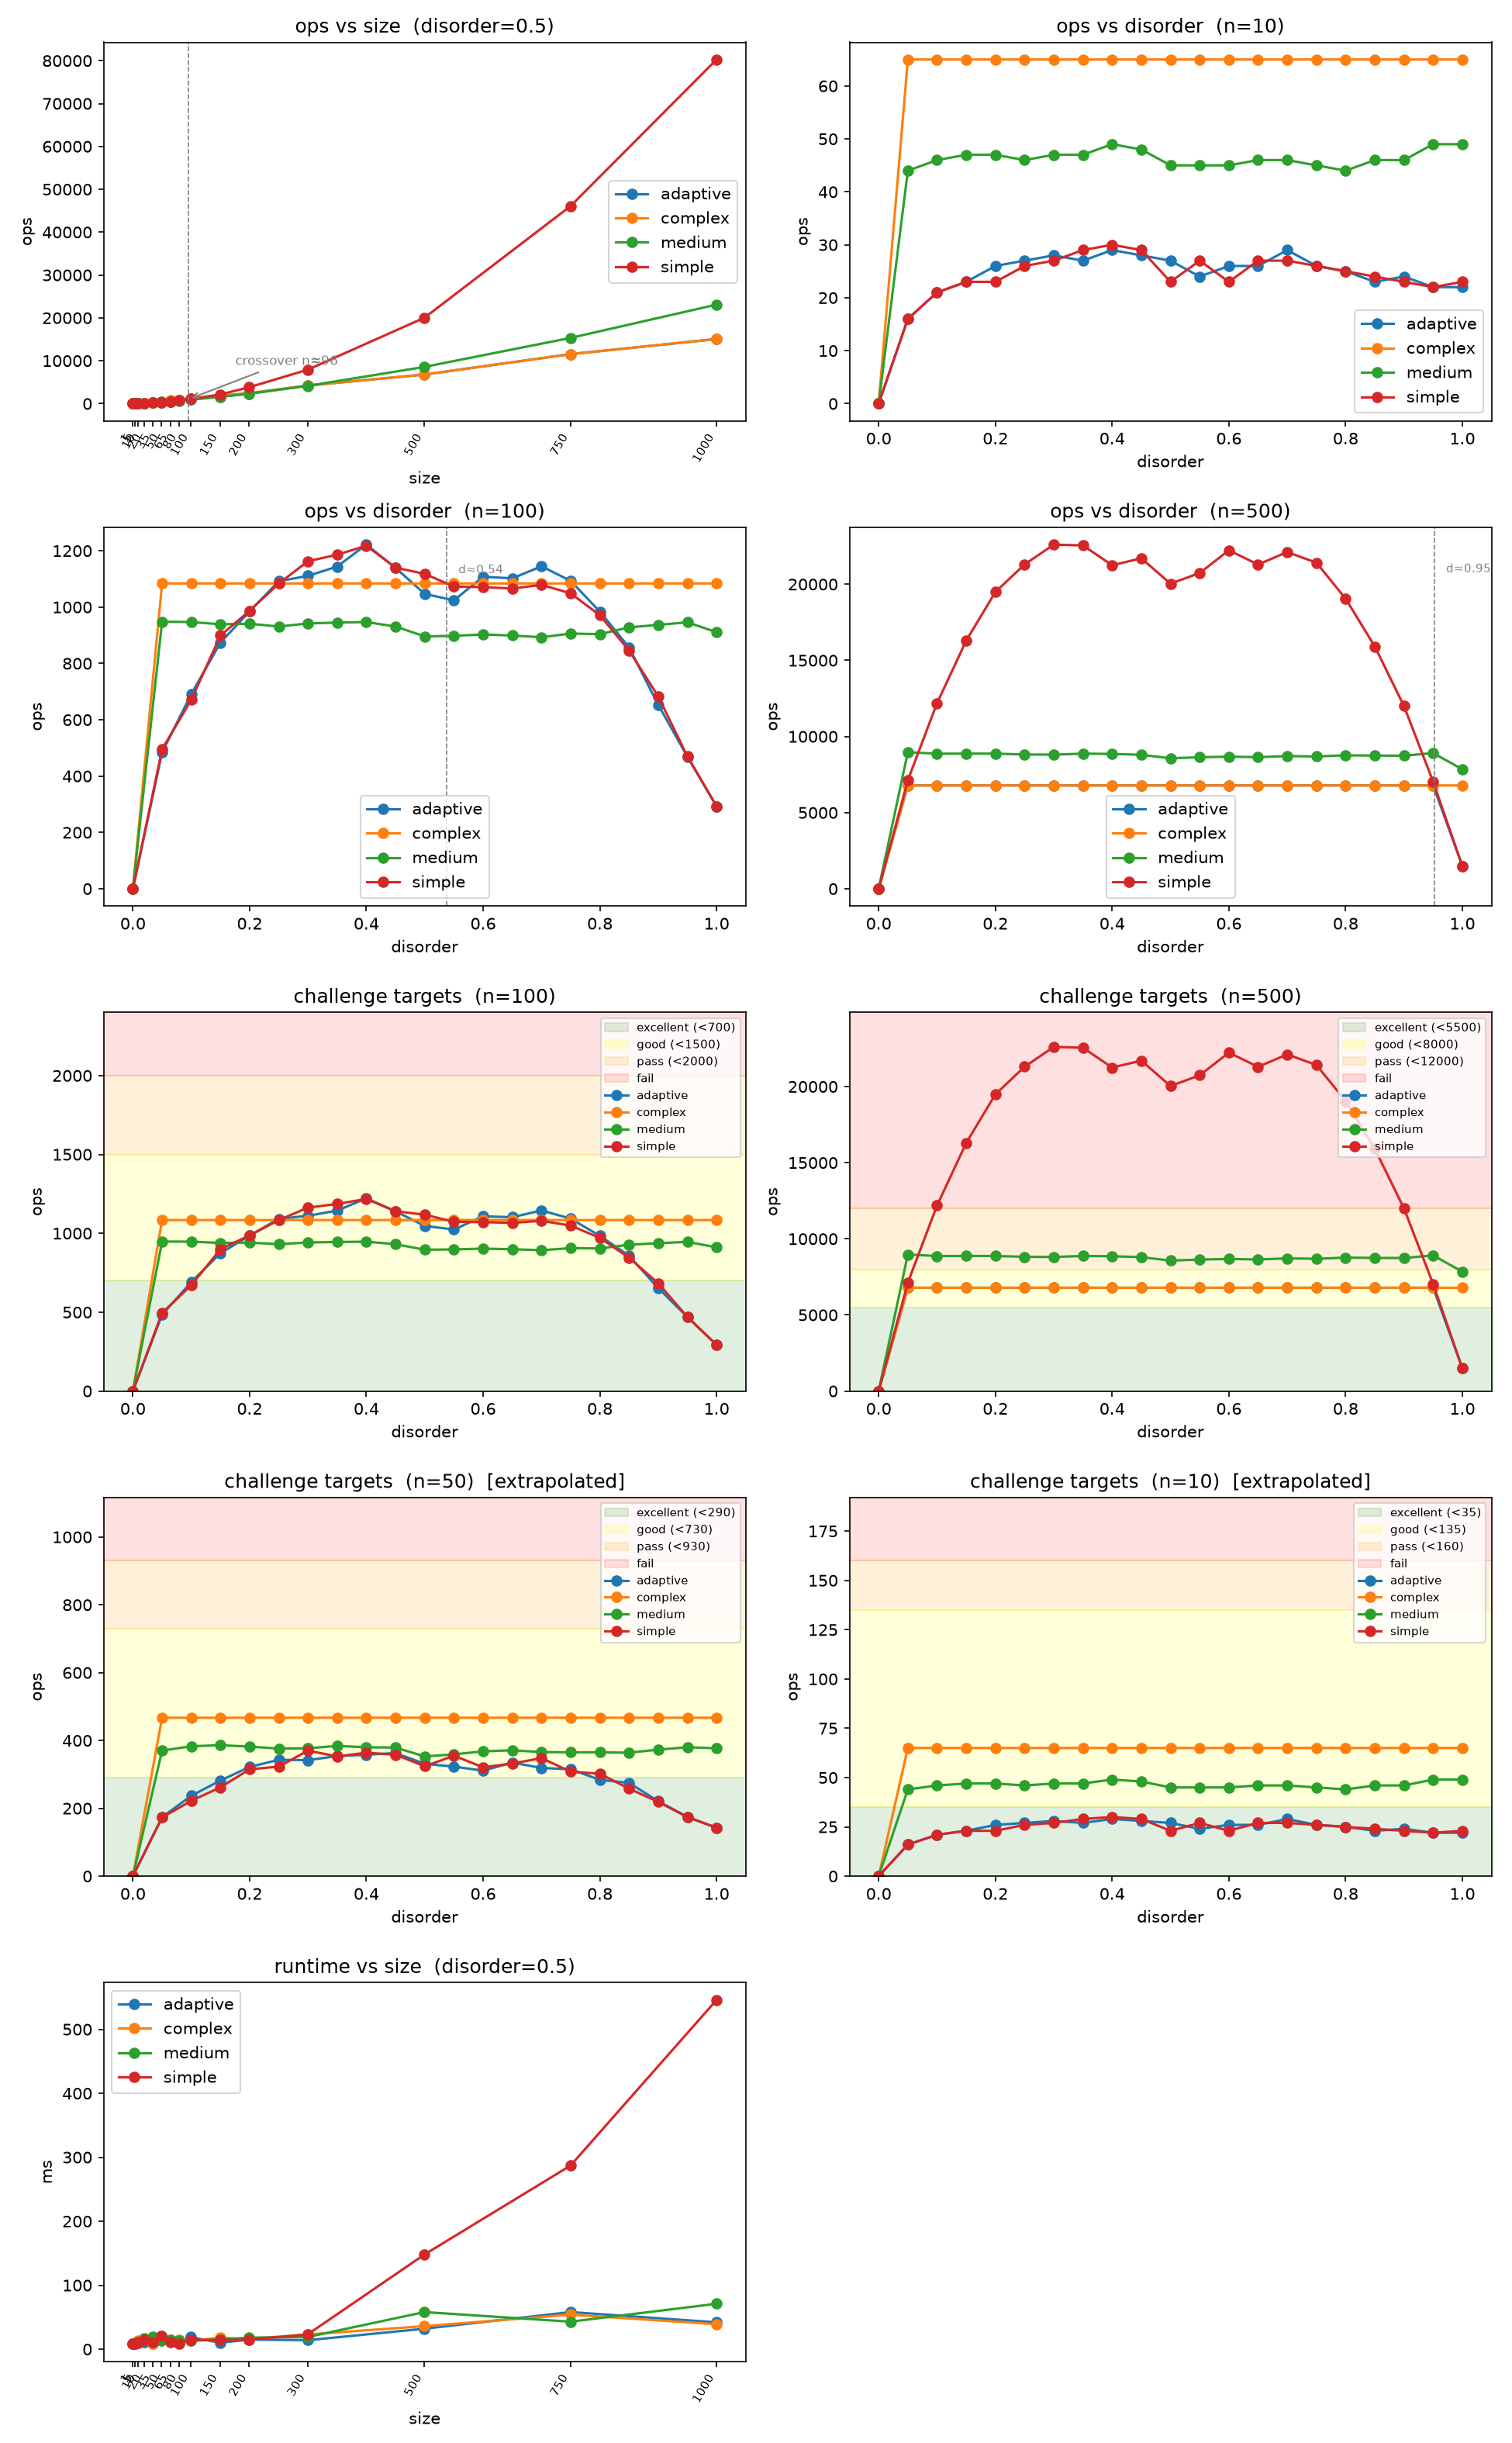 ops vs size  (disorder=0.5)
80000
70000
60000
50000
40000
30000
20000
10000
0
ops
adaptive
complex
medium
simple
crossover n≈96
20
35
50
65
80
100
150
200
300
500
750
1000
size
ops vs disorder  (n=10)
60
50
40
30
20
10
0
ops
adaptive
complex
medium
simple
0.0 0.2 0.4 0.6 0.8 1.0
disorder
ops vs disorder  (n=100)
1200
1000
800
600
400
200
0
ops
d≈0.54
adaptive
complex
medium
simple
0.0 0.2 0.4 0.6 0.8 1.0
disorder
ops vs disorder  (n=500)
20000
15000
10000
5000
0
ops
d≈0.95
adaptive
complex
medium
simple
0.0 0.2 0.4 0.6 0.8 1.0
disorder
challenge targets  (n=100)
2000
1500
1000
500
0
ops
excellent (<700)
good (<1500)
pass (<2000)
fail
adaptive
complex
medium
simple
0.0 0.2 0.4 0.6 0.8 1.0
disorder
challenge targets  (n=500)
20000
15000
10000
5000
0
ops
excellent (<5500)
good (<8000)
pass (<12000)
fail
adaptive
complex
medium
simple
0.0 0.2 0.4 0.6 0.8 1.0
disorder
challenge targets  (n=50)  [extrapolated]
1000
800
600
400
200
0
ops
excellent (<290)
good (<730)
pass (<930)
fail
adaptive
complex
medium
simple
0.0 0.2 0.4 0.6 0.8 1.0
disorder
challenge targets  (n=10)  [extrapolated]
175
150
125
100
75
50
25
0
ops
excellent (<35)
good (<135)
pass (<160)
fail
adaptive
complex
medium
simple
0.0 0.2 0.4 0.6 0.8 1.0
disorder
runtime vs size  (disorder=0.5)
500
400
300
200
100
0
ms
adaptive
complex
medium
simple
20
35
50
65
80
100
150
200
300
500
750
1000
size